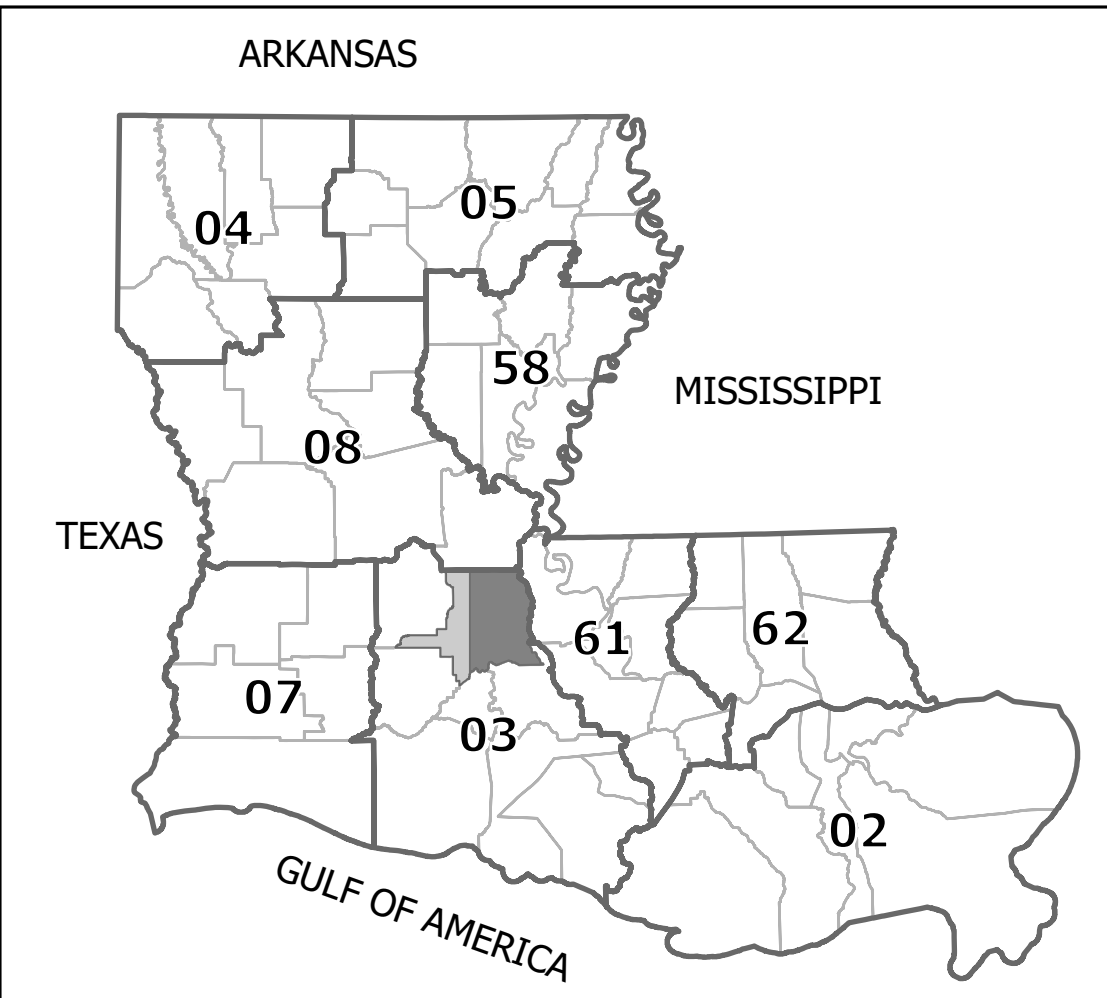 ARKANSAS
04
05
58
MISSISSIPPI
08
TEXAS
61
62
07
03
02
GULF OF AMERICA